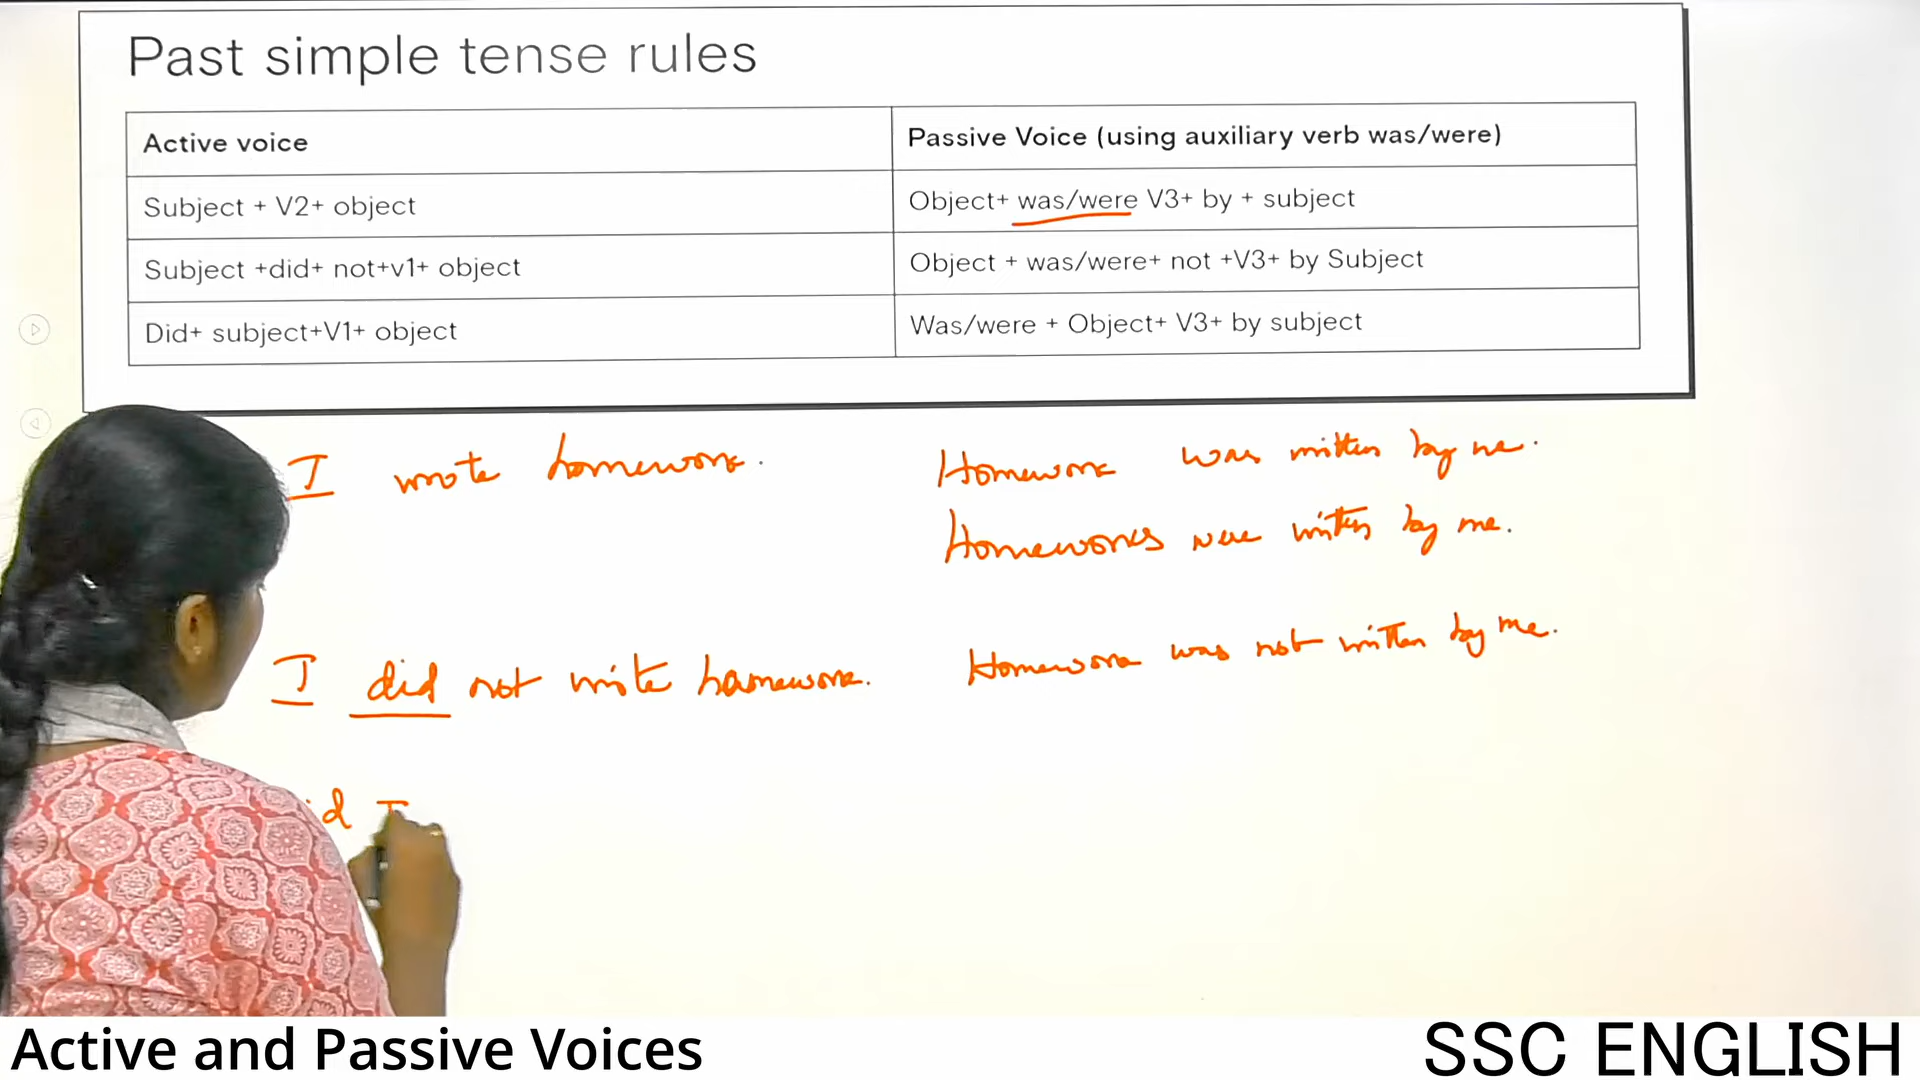 Past simple tense rules
Active voice
Passive Voice (using auxiliary verb was/were)
Subject + V2+ object
Object+ was/were V3+ by + subject
Subject +did+ not+v1+ object
Object + was/were+ not +V3+ by Subject
Did+ subject+V1+ object
Was/were + Object+ V3+ by subject
I wrote homework.
Homework was written by me.
Homeworks were written by me.
I did not write homework.
Homework was not written by me.
I
Active and Passive Voices
SSC ENGLISH